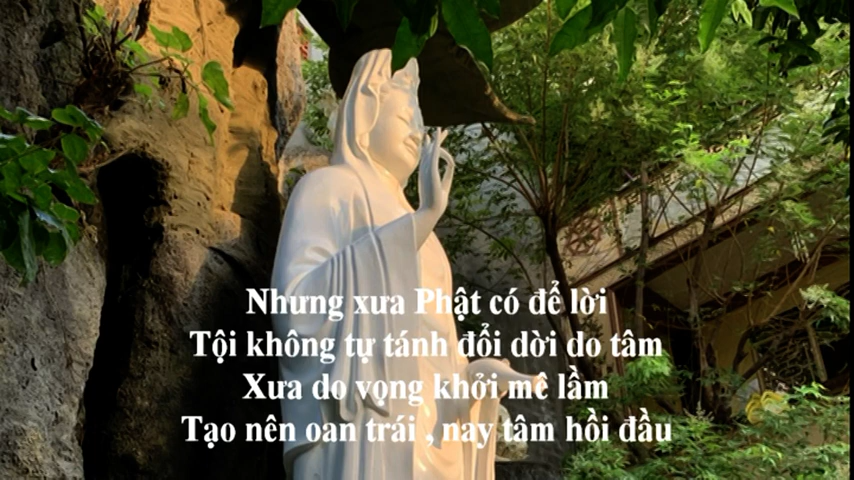 Nhưng xưa Phật có để lời
Tội không tự tánh đổi dời do tâm
Xưa do vọng khởi mê lầm
Tạo nên oan trái , nay tâm hồi đầu